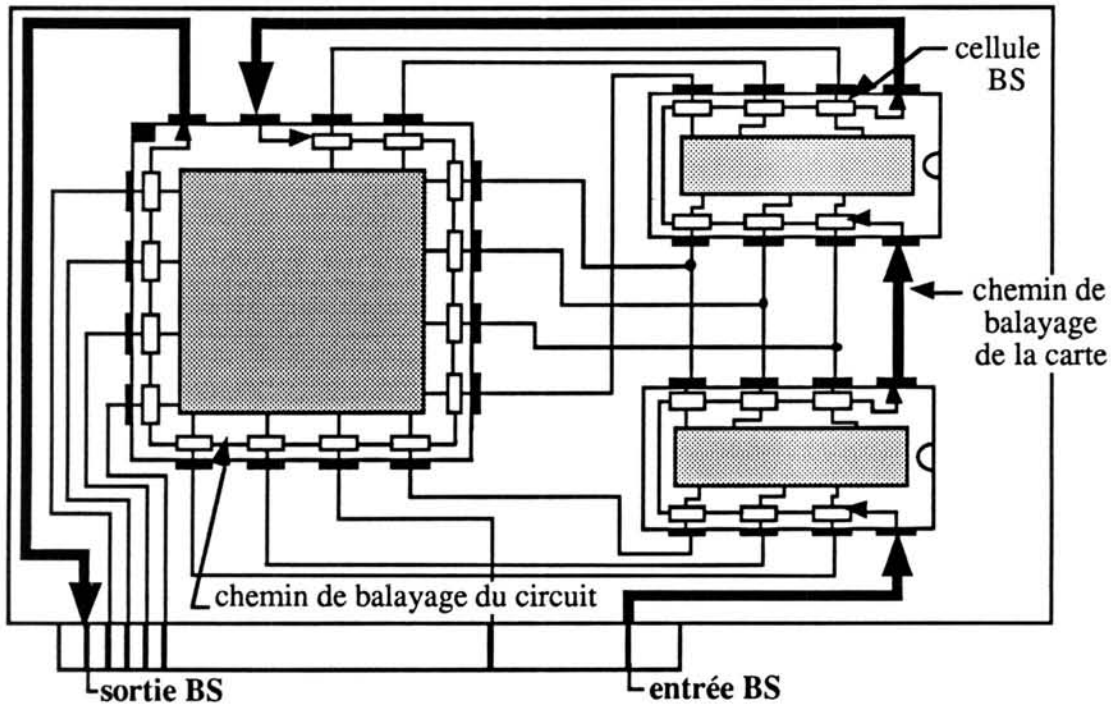 cellule
BS
chemin de
balayage
de la carte
chemin de balayage du circuit
sortie BS
entrée BS